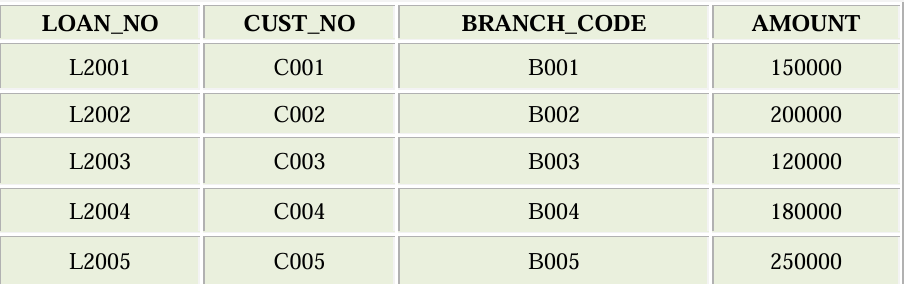 LOAN_NO CUST_NO BRANCH_CODE AMOUNT
L2001 C001 B001 150000
L2002 C002 B002 200000
L2003 C003 B003 120000
L2004 C004 B004 180000
L2005 C005 B005 250000